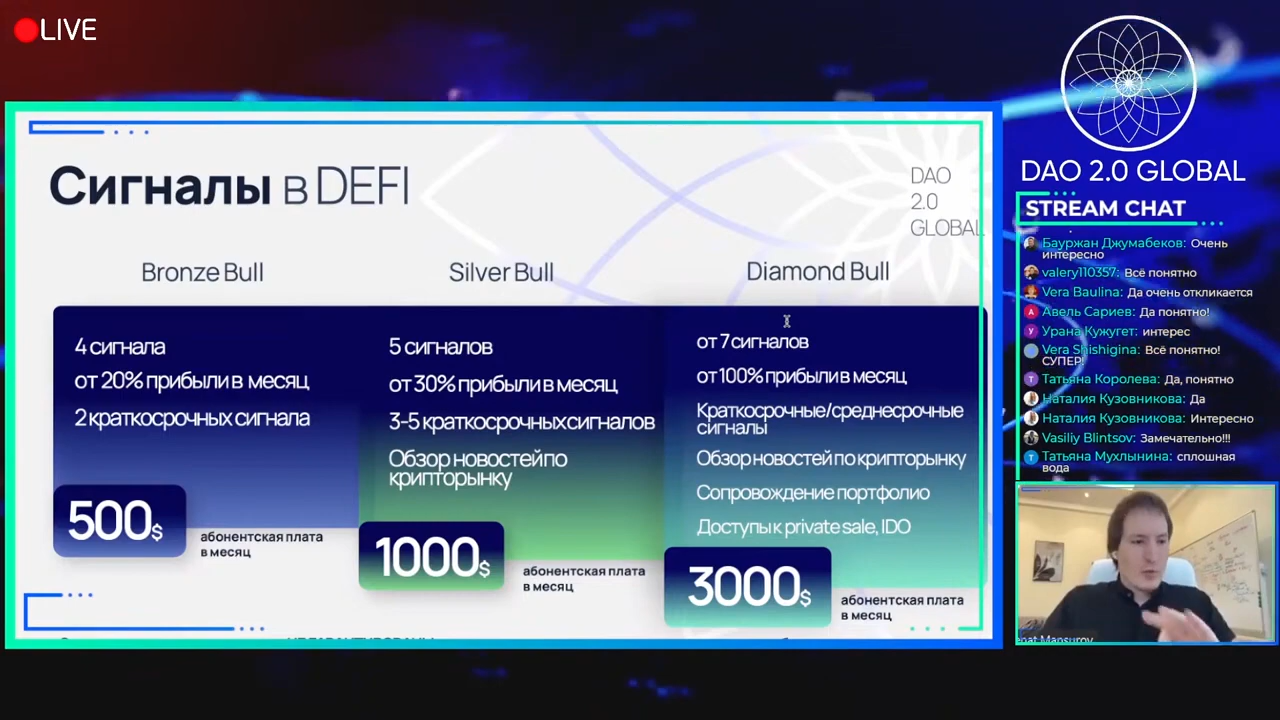 LIVE
Сигналы в DEFI
DAO
2.0
GLOBAL
Bronze Bull
4 сигнала
от 20% прибыли в месяц
2 краткосрочных сигнала
500$
абонентская плата
в месяц
Silver Bull
5 сигналов
от 30% прибыли в месяц
3-5 краткосрочных сигналов
Обзор новостей по
крипторынку
1000$
абонентская плата
в месяц
Diamond Bull
от 7 сигналов
от 100% прибыли в месяц
Краткосрочные/среднесрочные
сигналы
Обзор новостей по крипторынку
Сопровождение портфолио
Доступы к private sale, IDO
3000$
абонентская плата
в месяц
DAO 2.0 GLOBAL
STREAM CHAT
Бауржан Джумабеков: Очень
интересно
valery110357: Всё понятно
Vera Baulina: Да очень откликается
Авель Сариев: Да понятно!
Урана Кужугет: интерес
Vera Shishigina: Всё понятно!
СУПЕР!
Татьяна Королева: Да, понятно
Наталия Кузовникова: Да
Наталия Кузовникова: Интересно
Vasiliy Blintsov: Замечательно!!!
Татьяна Мухлынина: сплошная
вода
Mansurov